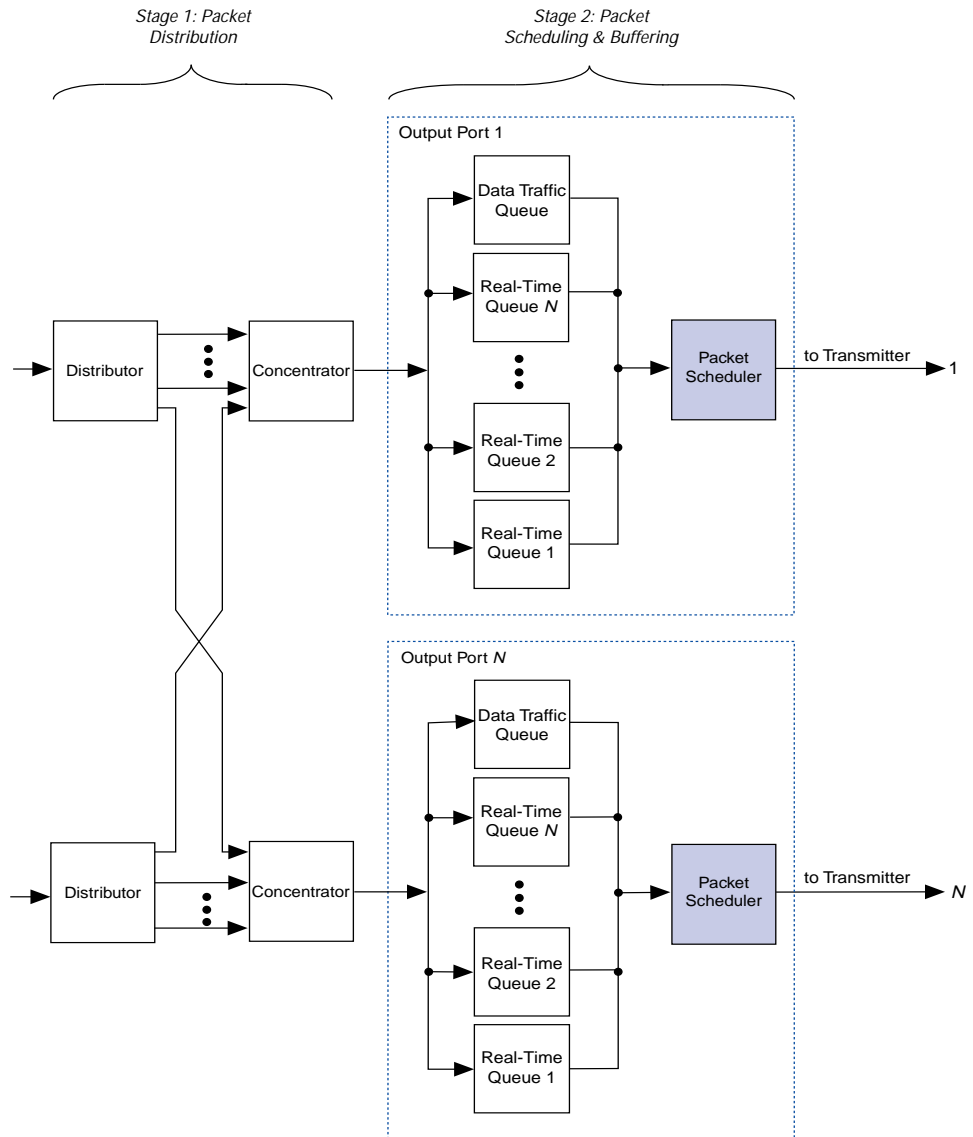 Stage 1: Packet
Distribution
Stage 2: Packet
Scheduling & Buffering
Output Port 1
Data Traffic
Queue
Real-Time
Queue N
Real-Time
Queue 2
Real-Time
Queue 1
Distributor
Concentrator
Packet
Scheduler
to Transmitter
1
Output Port N
Data Traffic
Queue
Real-Time
Queue N
Real-Time
Queue 2
Real-Time
Queue 1
Distributor
Concentrator
Packet
Scheduler
to Transmitter
N